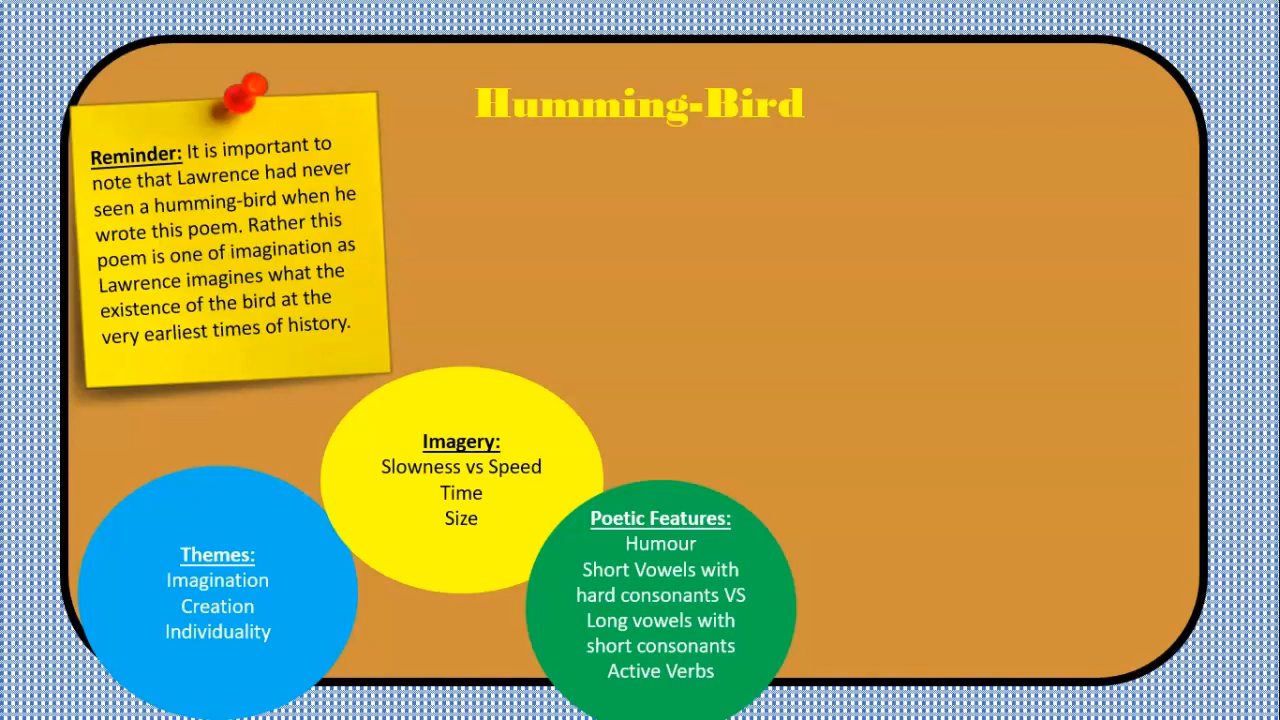 Humming-Bird
Reminder: It is important to
note that Lawrence had never
seen a humming-bird when he
wrote this poem. Rather this
poem is one of imagination as
Lawrence imagines what the
existence of the bird at the
very earliest times of history.
Imagery:
Slowness vs Speed
Time
Size
Themes:
Imagination
Creation
Individuality
Poetic Features:
Humour
Short Vowels with
hard consonants VS
Long vowels with
short consonants
Active Verbs